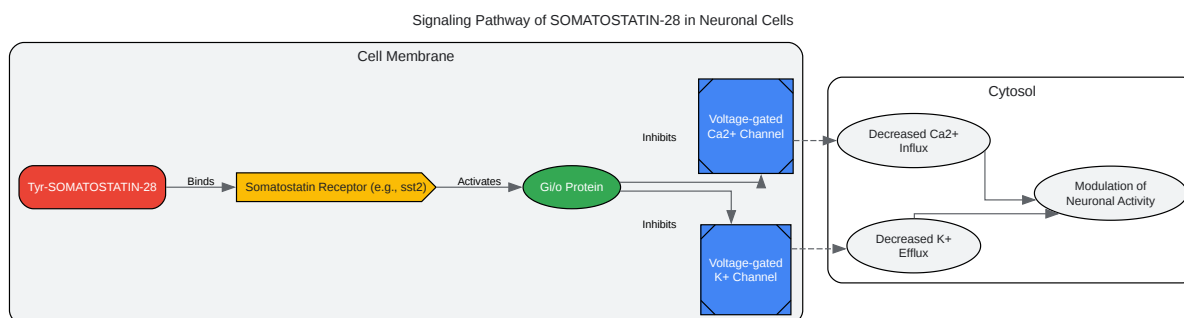 Signaling Pathway of SOMATOSTATIN-28 in Neuronal Cells
Cell Membrane
Tyr-SOMATOSTATIN-28
Binds
Somatostatin Receptor (e.g., sst2)
Activates
Gi/o Protein
Inhibits
Voltage-gated
Ca2+ Channel
Inhibits
Voltage-gated
K+ Channel
Cytosol
Decreased Ca2+
Influx
Decreased K+
Efflux
Modulation of
Neuronal Activity